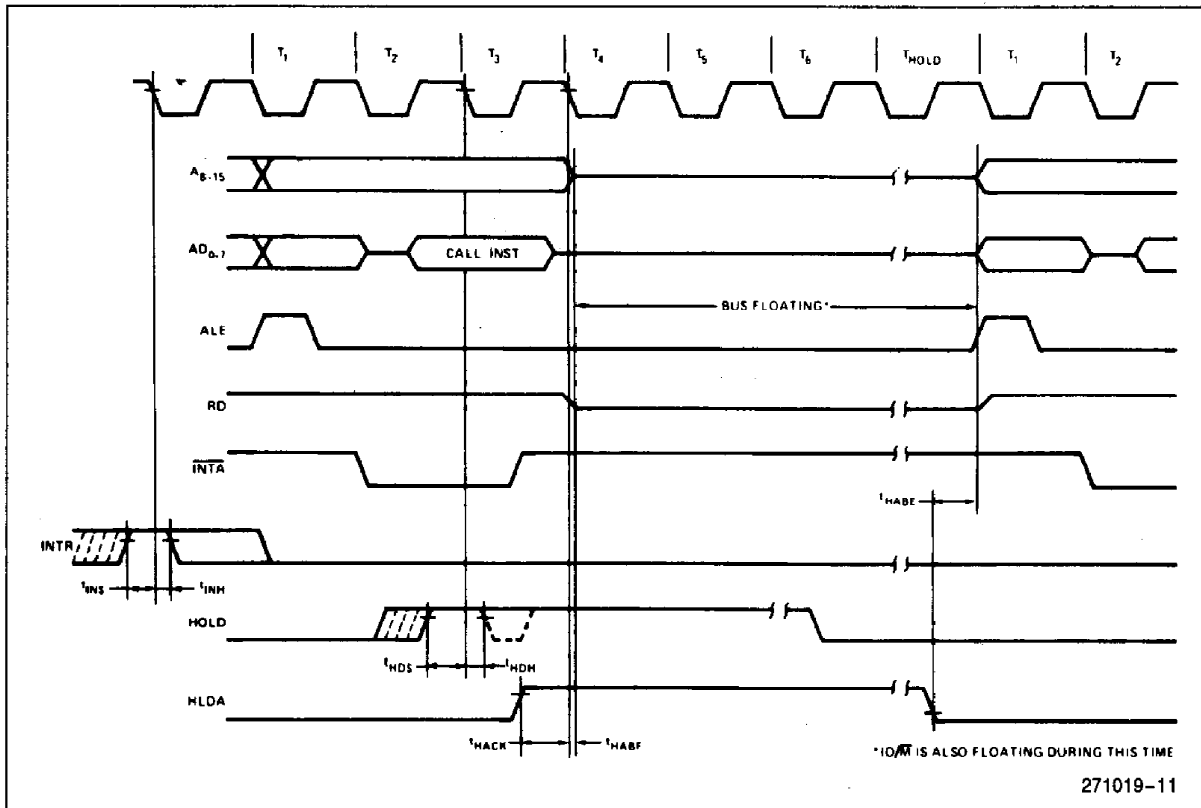 T1 T2 T3 T4 T5 T6 THOLD T1 T2
A8-15
AD0-7
CALL INST
BUS FLOATING*
ALE
RD
INTA
tHABE
INTR
tINS
tINH
HOLD
tHDS
tHDH
HLDA
tHACK
tHABF
*IO/M IS ALSO FLOATING DURING THIS TIME
271019-11